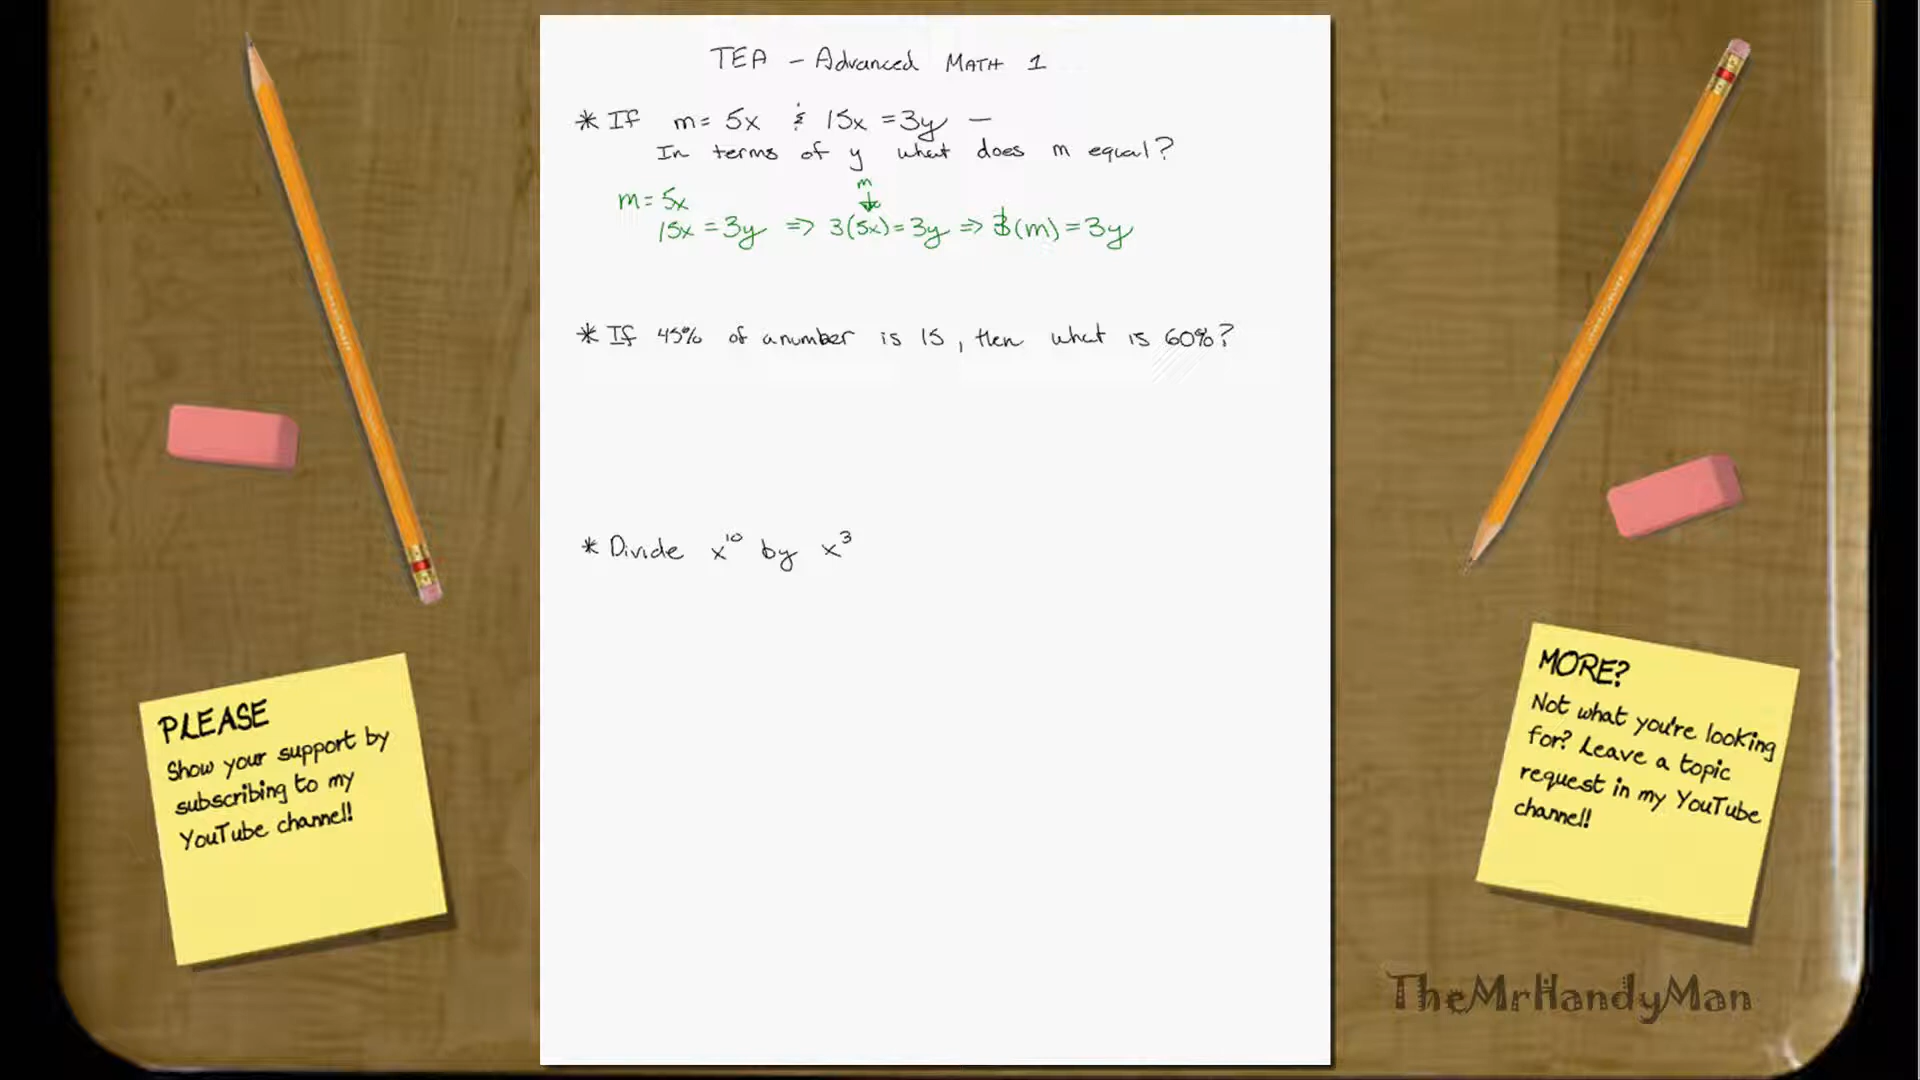 TEA - Advanced MATH 1
* If m = 5x & 15x = 3y —
In terms of y what does m equal?
m = 5x
m
15x = 3y => 3(5x) = 3y => 3(m) = 3y
* If 45% of a number is 15, then what is 60%?
* Divide x^10 by x^3
PLEASE
Show your support by
subscribing to my
YouTube channel!
MORE?
Not what you're looking
for? Leave a topic
request in my YouTube
channel!
TheMrHandyMan